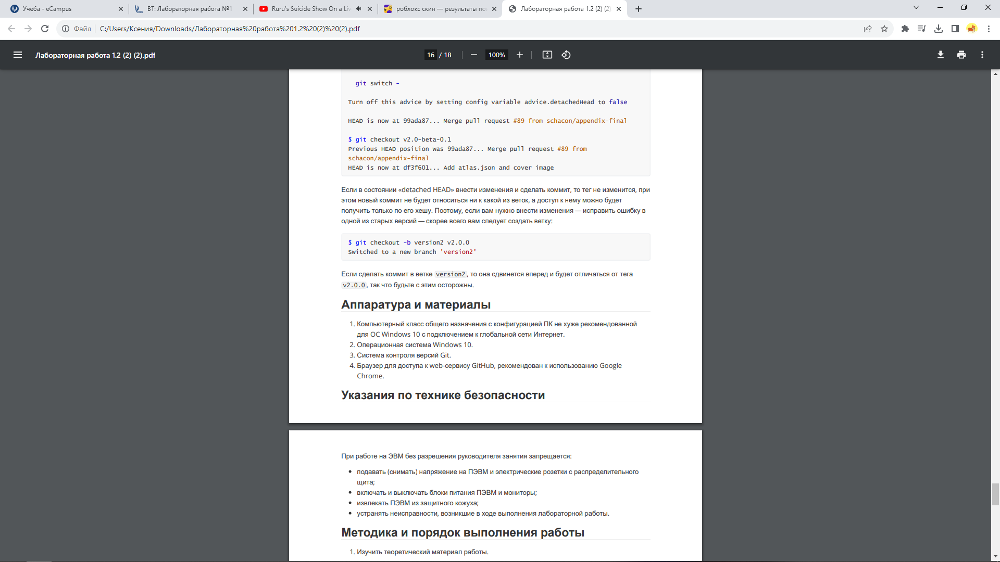 Учеба - eCampus
ВТ: Лабораторная работа №1
Ruru's Suicide Show On a Liv
роблокс скин — результаты по
Лабораторная работа 1.2 (2) (2)
Файл
C:/Users/Ксения/Downloads/Лабораторная%20работа%201.2%20(2)%20(2).pdf
Лабораторная работа 1.2 (2) (2).pdf
16 / 18
100%
git switch -
Turn off this advice by setting config variable advice.detachedHead to false
HEAD is now at 99ada87... Merge pull request #89 from schacon/appendix-final
$ git checkout v2.0-beta-0.1
Previous HEAD position was 99ada87... Merge pull request #89 from
schacon/appendix-final
HEAD is now at df3f601... Add atlas.json and cover image
Если в состоянии «detached HEAD» внести изменения и сделать коммит, то тег не изменится, при
этом новый коммит не будет относиться ни к какой из веток, а доступ к нему можно будет
получить только по его хешу. Поэтому, если вам нужно внести изменения — исправить ошибку в
одной из старых версий — скорее всего вам следует создать ветку:
$ git checkout -b version2 v2.0.0
Switched to a new branch 'version2'
Если сделать коммит в ветке version2, то она сдвинется вперед и будет отличаться от тега
v2.0.0, так что будьте с этим осторожны.
Аппаратура и материалы
1. Компьютерный класс общего назначения с конфигурацией ПК не хуже рекомендованной
для ОС Windows 10 с подключением к глобальной сети Интернет.
2. Операционная система Windows 10.
3. Система контроля версий Git.
4. Браузер для доступа к web-сервису GitHub, рекомендован к использованию Google
Chrome.
Указания по технике безопасности
При работе на ЭВМ без разрешения руководителя занятия запрещается:
• подавать (снимать) напряжение на ПЭВМ и электрические розетки с распределительного
щита;
• включать и выключать блоки питания ПЭВМ и мониторы;
• извлекать ПЭВМ из защитного кожуха;
• устранять неисправности, возникшие в ходе выполнения лабораторной работы.
Методика и порядок выполнения работы
1. Изучить теоретический материал работы.